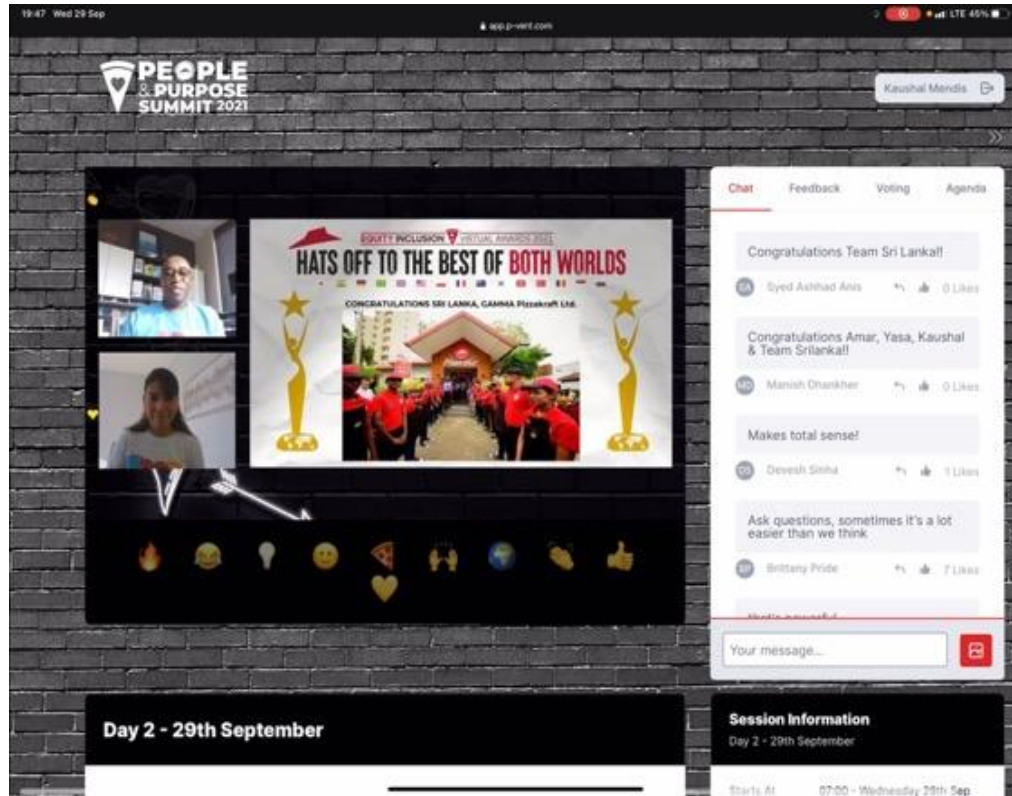 19:47 Wed 29 Sep
app.p-vent.com
LTE 45%
PEOPLE
& PURPOSE
SUMMIT 2021
Kaushal Mendis
EQUITY INCLUSION VIRTUAL AWARDS 2021
HATS OFF TO THE BEST OF BOTH WORLDS
CONGRATULATIONS SRI LANKA, GAMMA Pizzakraft Ltd.
Chat Feedback Voting Agenda
Congratulations Team Sri Lanka!!
Syed Ashhad Anis 0 Likes
Congratulations Amar, Yasa, Kaushal
& Team Srilanka!!
MD Manish Dhankher 0 Likes
Makes total sense!
DS Devesh Sinha 1 Likes
Ask questions, sometimes it's a lot
easier than we think
BP Brittany Pride 7 Likes
that's powerful
Your message...
Day 2 - 29th September
Session Information
Day 2 - 29th September
Starts At 07:00 - Wednesday 29th Sep